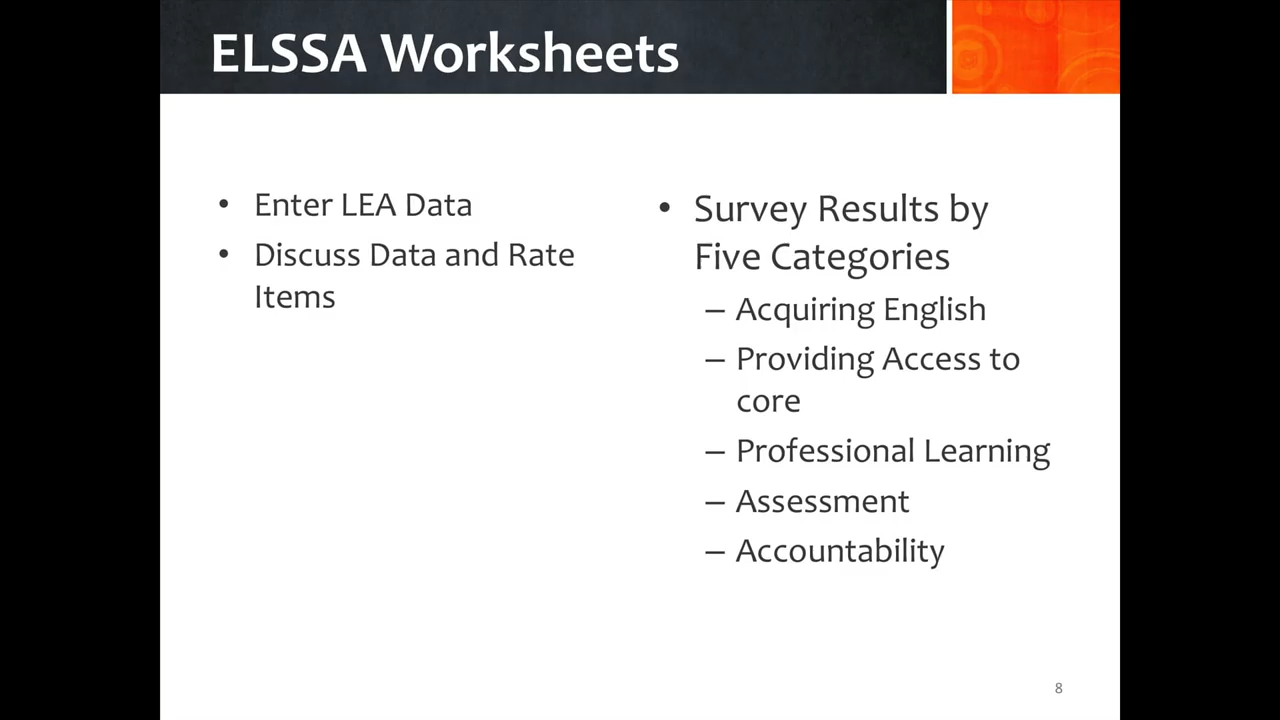 ELSSA Worksheets
• Enter LEA Data
• Discuss Data and Rate
Items
• Survey Results by
Five Categories
– Acquiring English
– Providing Access to
core
– Professional Learning
– Assessment
– Accountability
8